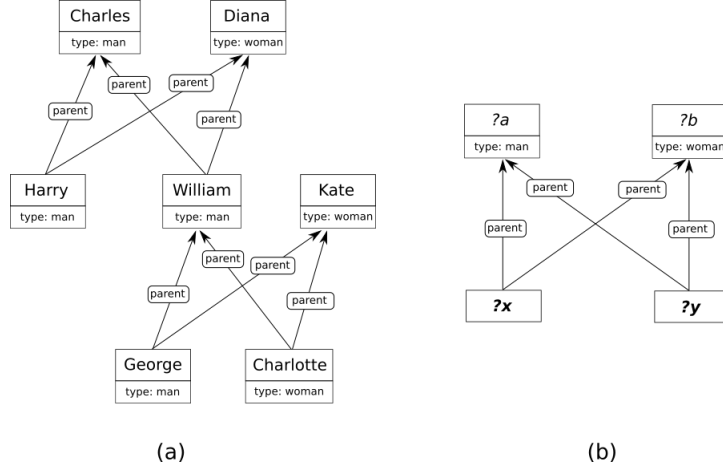 Charles
type: man
Diana
type: woman
parent
parent
parent
parent
Harry
type: man
William
type: man
Kate
type: woman
parent
parent
parent
parent
George
type: man
Charlotte
type: woman
(a)
?a
type: man
?b
type: woman
parent
parent
parent
parent
?x
?y
(b)